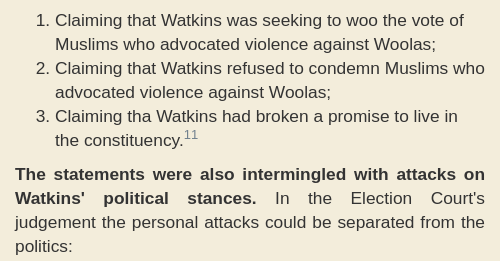 1. Claiming that Watkins was seeking to woo the vote of
Muslims who advocated violence against Woolas;
2. Claiming that Watkins refused to condemn Muslims who
advocated violence against Woolas;
3. Claiming tha Watkins had broken a promise to live in
the constituency.11
The statements were also intermingled with attacks on
Watkins' political stances. In the Election Court's
judgement the personal attacks could be separated from the
politics: